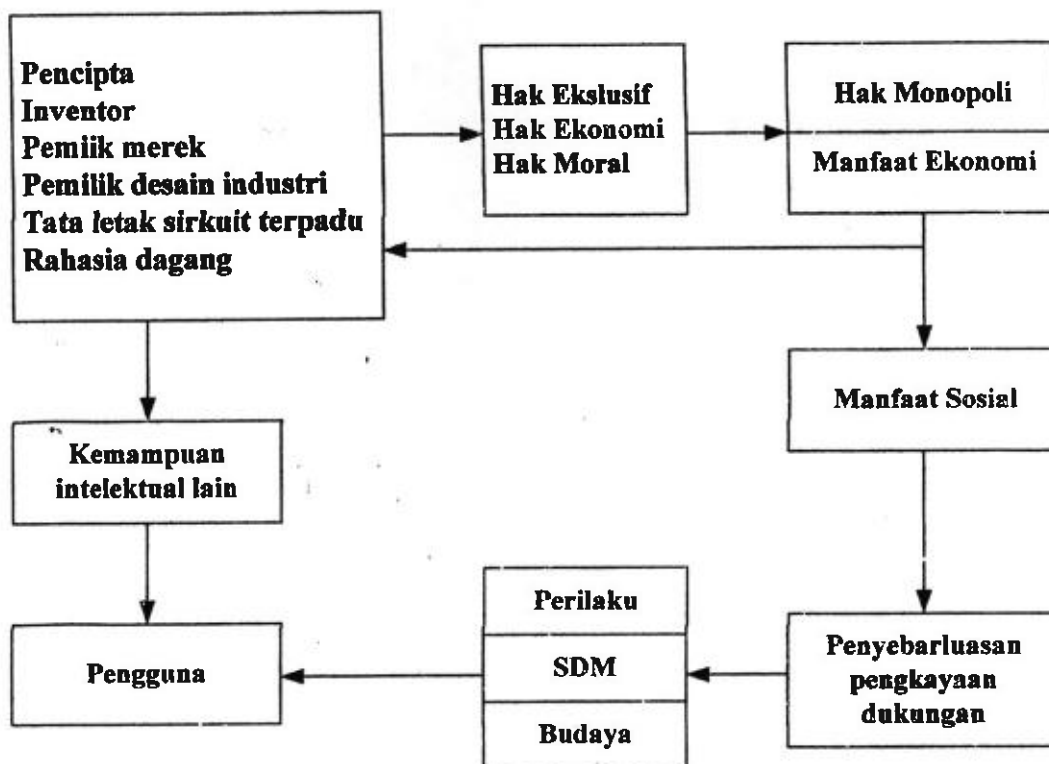 Pencipta
Inventor
Pemiik merek
Pemilik desain industri
Tata letak sirkuit terpadu
Rahasia dagang
Hak Ekslusif
Hak Ekonomi
Hak Moral
Hak Monopoli
Manfaat Ekonomi
Manfaat Sosial
Kemampuan
intelektual lain
Perilaku
SDM
Budaya
Penyebarluasan
pengkayaan
dukungan
Pengguna